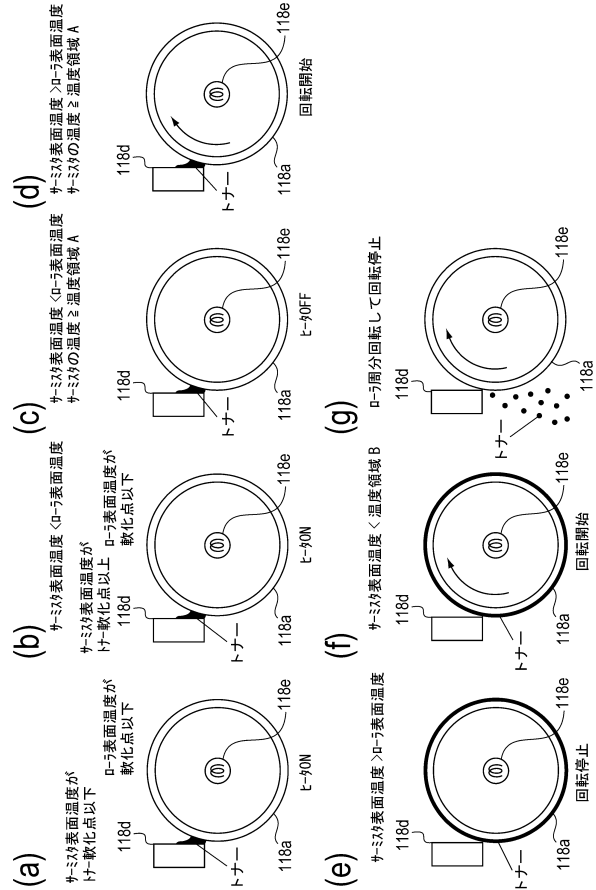 (a)
サーミスタ表面温度が
トナー軟化点以下
ローラ表面温度が
軟化点以下
118d
118e
トナー
118a
ヒータON
(b)
サーミスタ表面温度<ローラ表面温度
サーミスタ表面温度が
トナー軟化点以上
ローラ表面温度が
軟化点以下
118d
118e
トナー
118a
ヒータON
(c)
サーミスタ表面温度<ローラ表面温度
サーミスタの温度≧温度領域A
118d
118e
トナー
118a
ヒータOFF
(d)
サーミスタ表面温度>ローラ表面温度
サーミスタの温度≧温度領域A
118d
118e
トナー
118a
回転開始
(e)
サーミスタ表面温度>ローラ表面温度
118d
118e
トナー
118a
回転停止
(f)
サーミスタ表面温度<温度領域B
118d
118e
トナー
118a
回転開始
(g)
ローラ周分回転して回転停止
118d
118e
トナー
118a